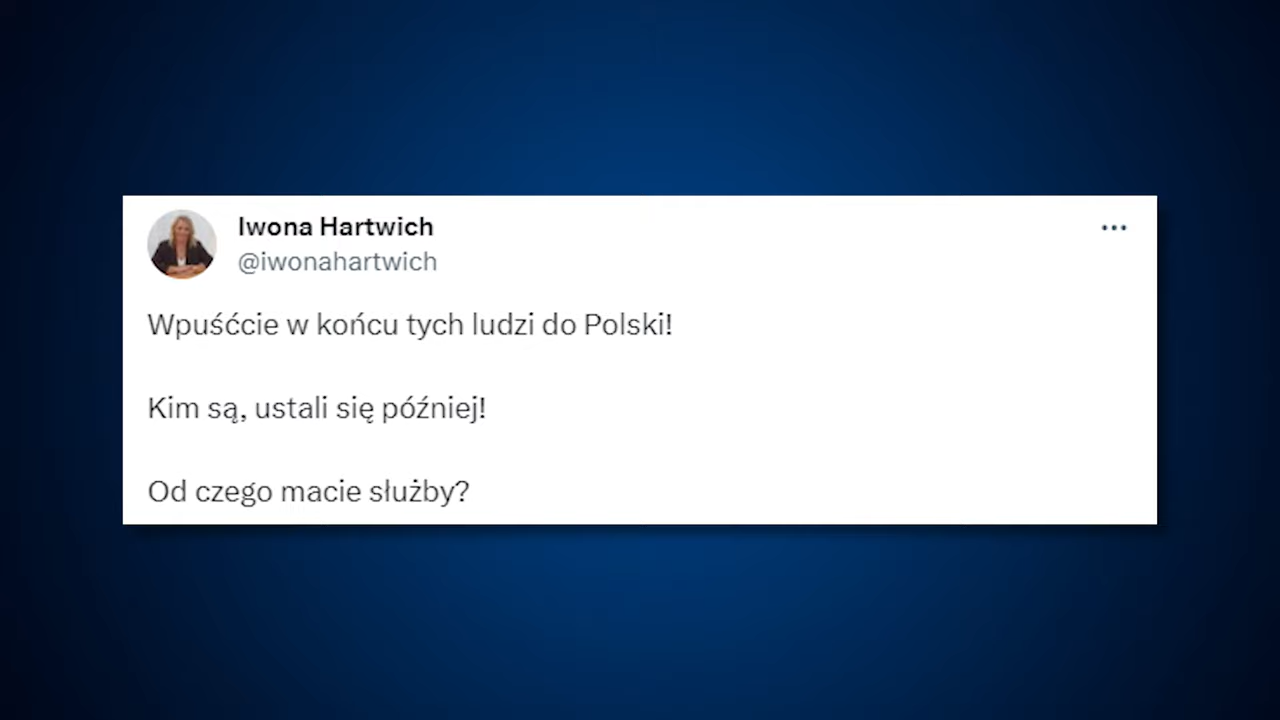 Iwona Hartwich
@iwonahartwich
Wpuśćcie w końcu tych ludzi do Polski!
Kim są, ustali się później!
Od czego macie służby?